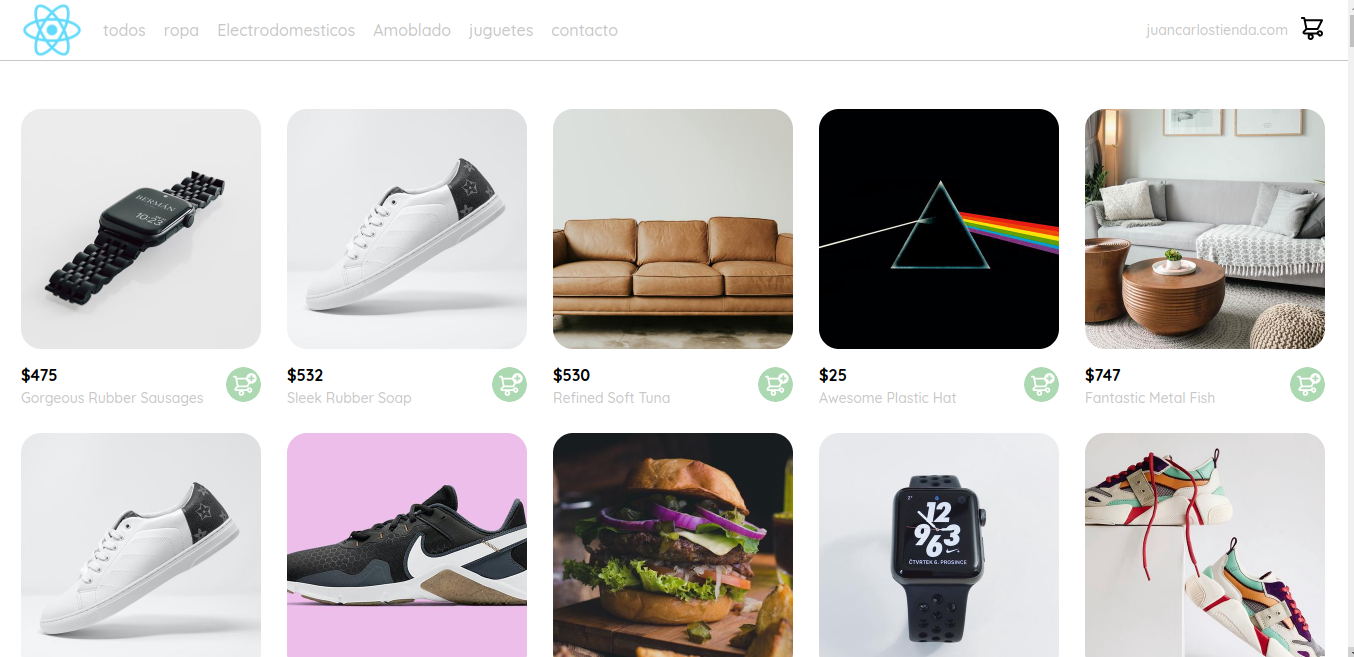 todos ropa Electrodomesticos Amoblado juguetes contacto juancarlostienda.com
BERMAN
10:23
$475
Gorgeous Rubber Sausages
$532
Sleek Rubber Soap
$530
Refined Soft Tuna
$25
Awesome Plastic Hat
$747
Fantastic Metal Fish
12
9 3
6
ČTVRTEK 6. PROSINCE